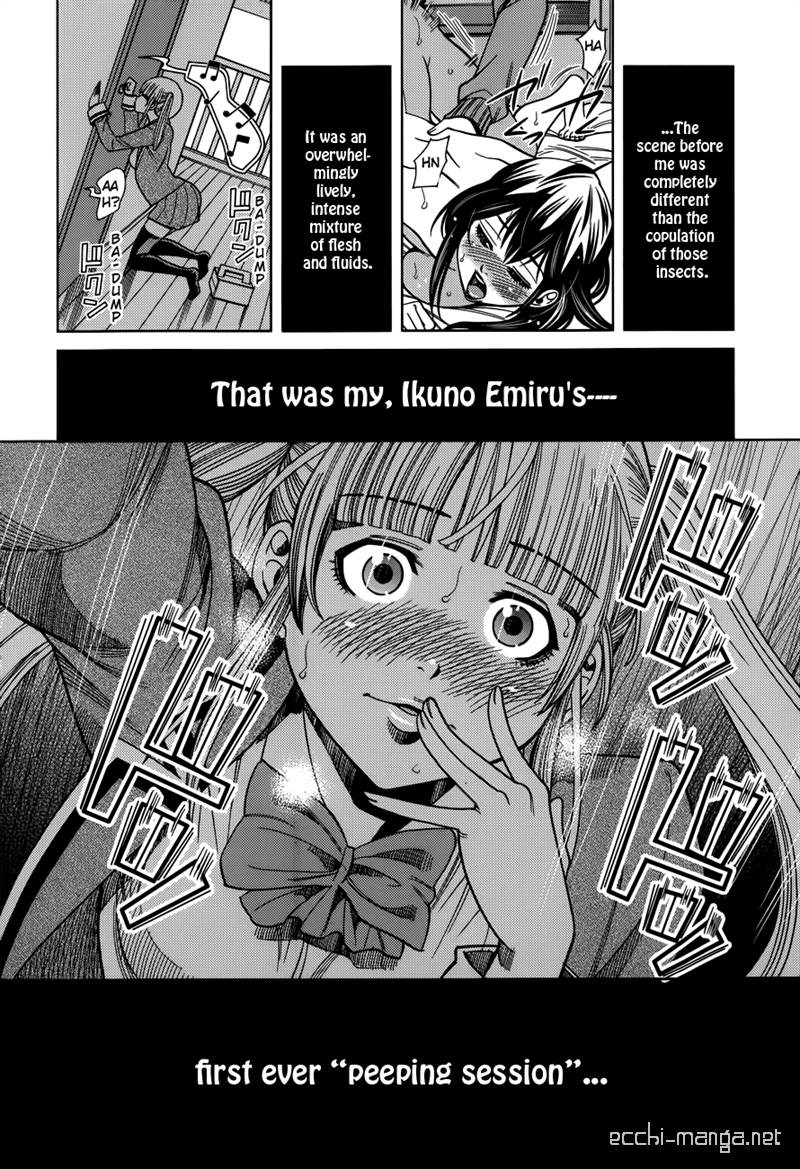 ...The
scene before
me was
completely
different than
the copulation
of those
insects.
HA
HN
It was an
overwhel-
mingly
lively,
intense
mixture
of flesh
and fluids.
AA
H?
BA-DUMP
BA-DUMP
That was my, Ikuno Emiru's----
first ever “peeping session”...
ecchi-manga.net